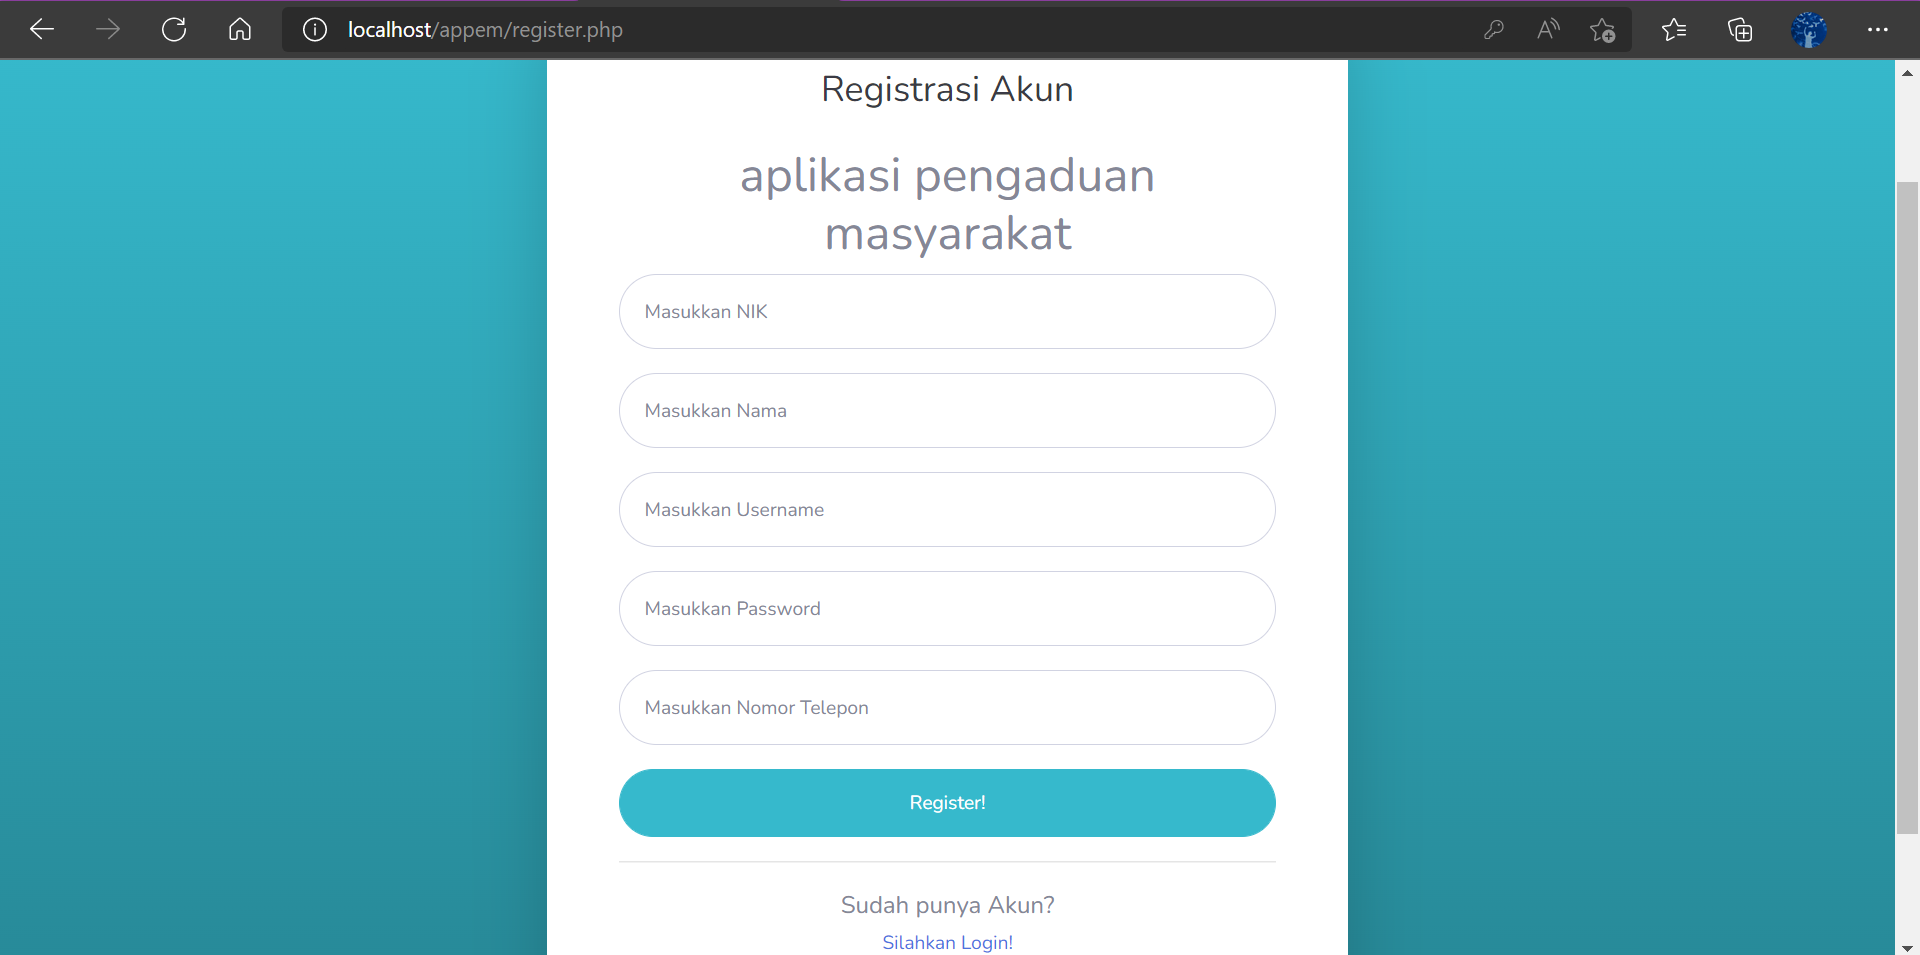 localhost/appem/register.php
Registrasi Akun
aplikasi pengaduan
masyarakat
Masukkan NIK
Masukkan Nama
Masukkan Username
Masukkan Password
Masukkan Nomor Telepon
Register!
Sudah punya Akun?
Silahkan Login!